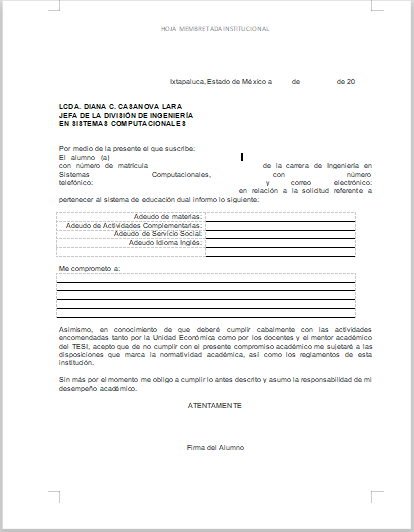 HOJA MEMBRETADA INSTITUCIONAL
Ixtapaluca, Estado de México a de de 20
LCDA. DIANA C. CASANOVA LARA
JEFA DE LA DIVISIÓN DE INGENIERÍA
EN SISTEMAS COMPUTACIONALES
Por medio de la presente el que suscribe:
El alumno (a)
con número de matricula de la carrera de Ingeniería en
Sistemas Computacionales, con número
telefónico: y correo electrónico:
en relación a la solicitud referente a
pertenecer al sistema de educación dual informo lo siguiente:
Adeudo de materias:
Adeudo de Actividades Complementarias:
Adeudo de Servicio Social:
Adeudo Idioma Inglés:
Me comprometo a:
Asimismo, en conocimiento de que deberé cumplir cabalmente con las actividades
encomendadas tanto por la Unidad Económica como por los docentes y el mentor académico
del TESI, acepto que de no cumplir con el presente compromiso académico me sujetaré a las
disposiciones que marca la normatividad académica, así como los reglamentos de esta
institución.
Sin más por el momento me obligo a cumplir lo antes descrito y asumo la responsabilidad de mi
desempeño académico.
ATENTAMENTE
Firma del Alumno